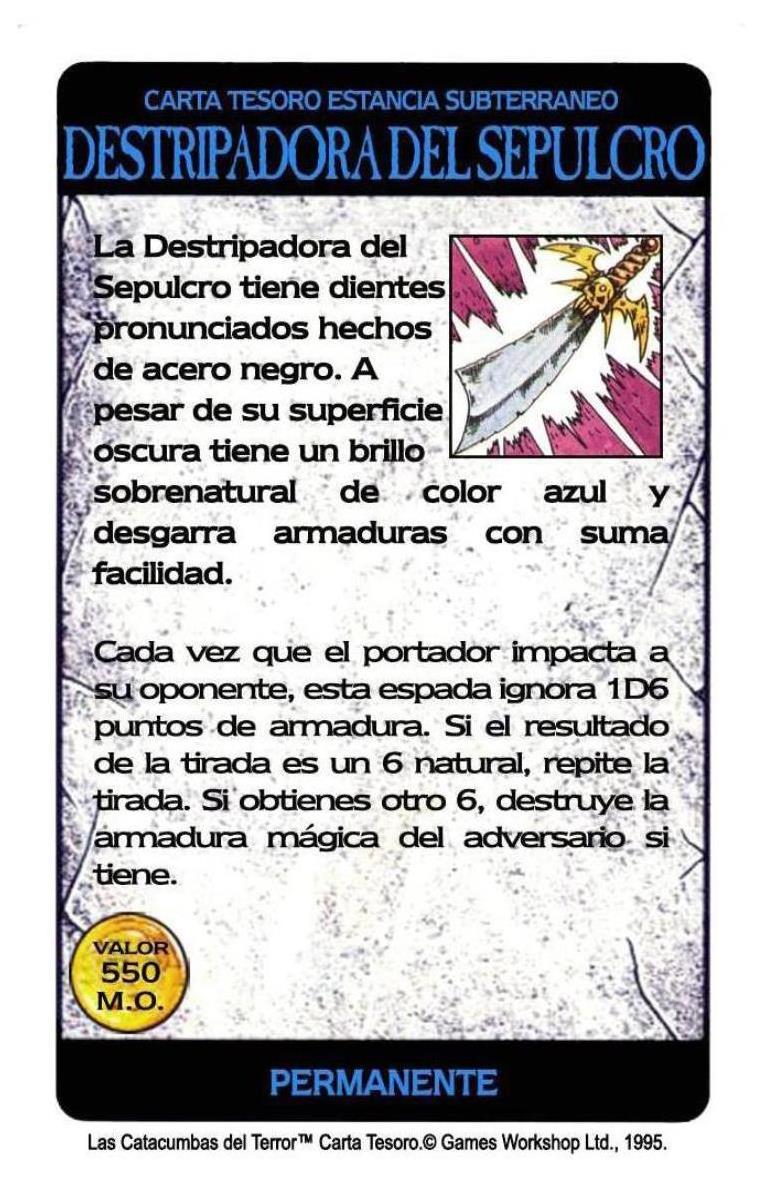 CARTA TESORO ESTANCIA SUBTERRANEO
DESTRIPADORA DEL SEPULCRO
La Destripadora del
Sepulcro tiene dientes
pronunciados hechos
de acero negro. A
pesar de su superficie
oscura tiene un brillo
sobrenatural de color azul y
desgarra armaduras con suma
facilidad.
Cada vez que el portador impacta a
su oponente, esta espada ignora 1D6
puntos de armadura. Si el resultado
de la tirada es un 6 natural, repite la
tirada. Si obtienes otro 6, destruye la
armadura mágica del adversario si
tiene.
VALOR
550
M.O.
PERMANENTE
Las Catacumbas del Terror™ Carta Tesoro.© Games Workshop Ltd., 1995.